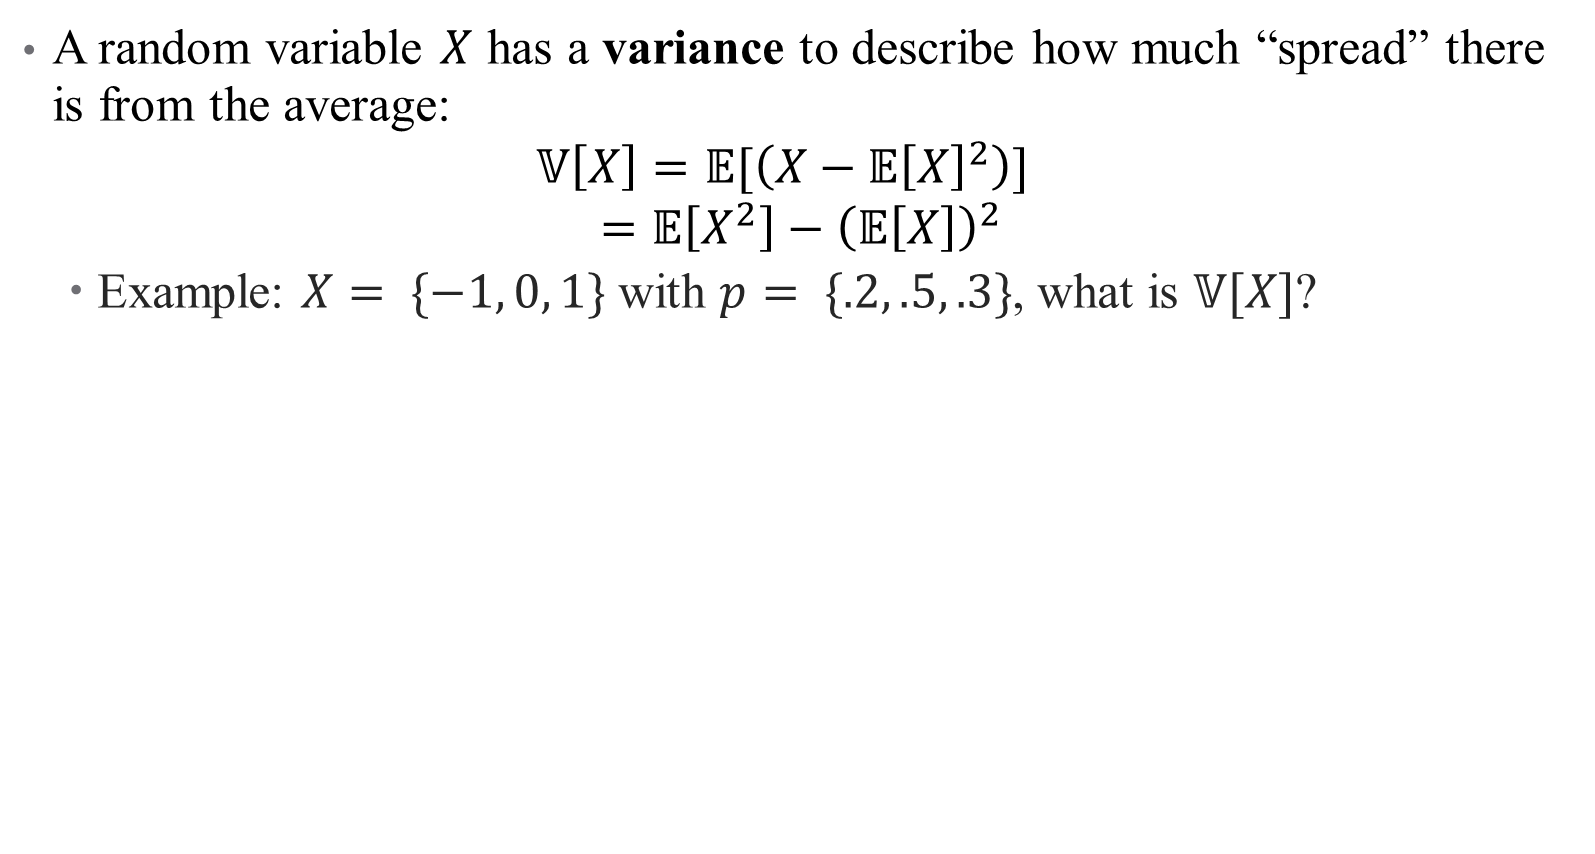 • A random variable X has a variance to describe how much “spread” there
is from the average:
𝕍[X] = 𝔼[(X − 𝔼[X]²)]
= 𝔼[X²] − (𝔼[X])²
• Example: X = {−1, 0, 1} with p = {.2, .5, .3}, what is 𝕍[X]?